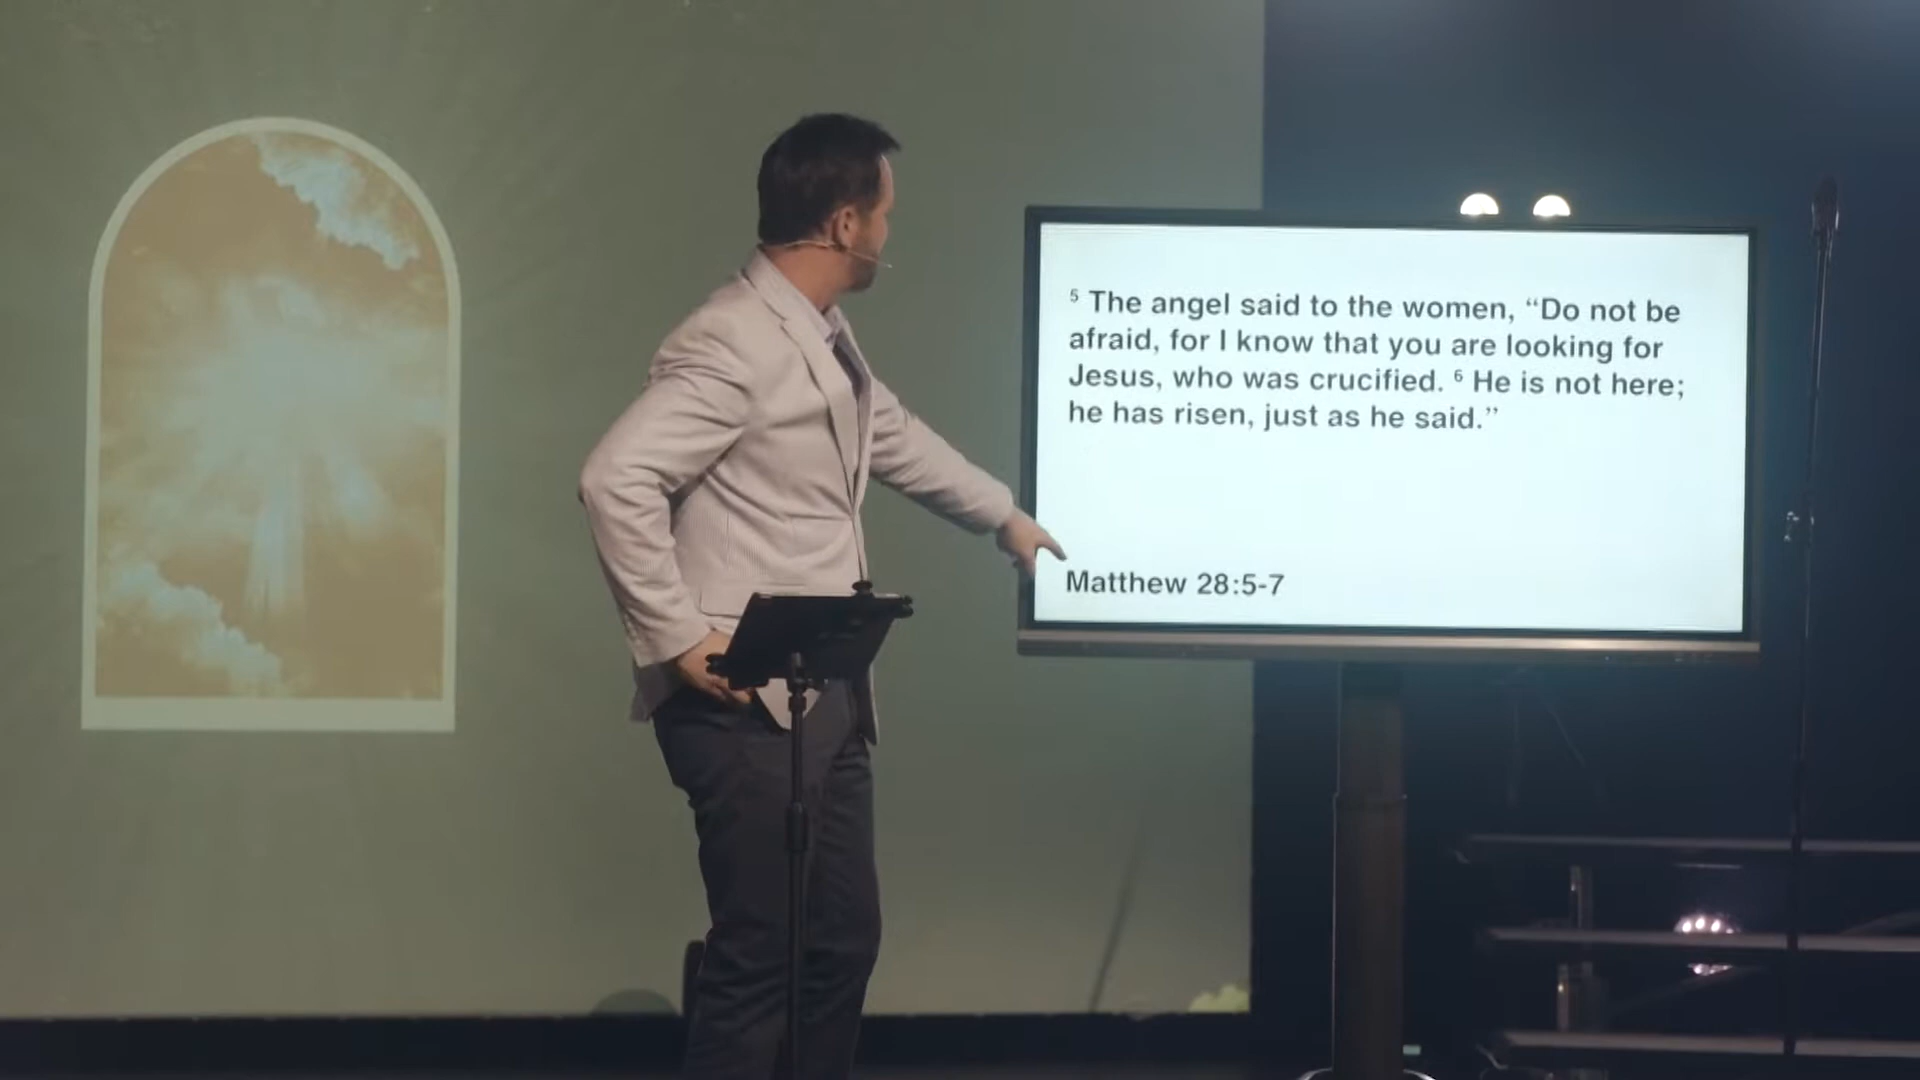 ⁵ The angel said to the women, “Do not be
afraid, for I know that you are looking for
Jesus, who was crucified. ⁶ He is not here;
he has risen, just as he said.”
Matthew 28:5-7